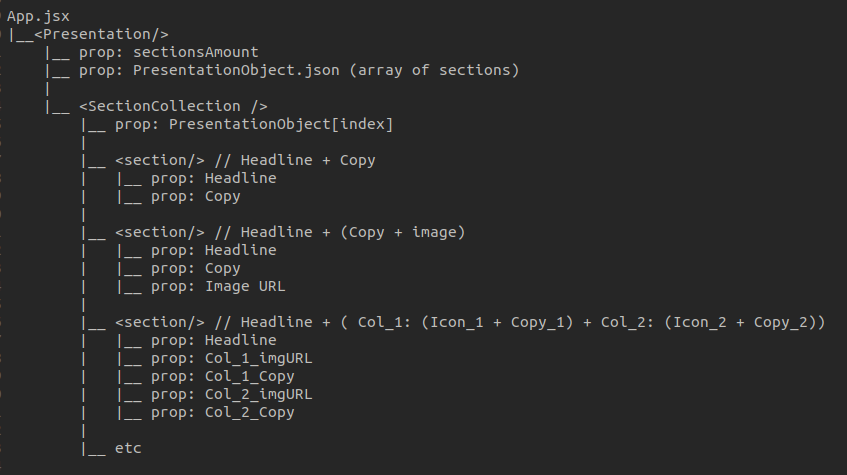 App.jsx
|__<Presentation/>
    |__ prop: sectionsAmount
    |__ prop: PresentationObject.json (array of sections)
    |
    |__ <SectionCollection />
        |__ prop: PresentationObject[index]
        |
        |__ <section/> // Headline + Copy
        |   |__ prop: Headline
        |   |__ prop: Copy
        |
        |__ <section/> // Headline + (Copy + image)
        |   |__ prop: Headline
        |   |__ prop: Copy
        |   |__ prop: Image URL
        |
        |__ <section/> // Headline + ( Col_1: (Icon_1 + Copy_1) + Col_2: (Icon_2 + Copy_2))
        |   |__ prop: Headline
        |   |__ prop: Col_1_imgURL
        |   |__ prop: Col_1_Copy
        |   |__ prop: Col_2_imgURL
        |   |__ prop: Col_2_Copy
        |
        |__ etc